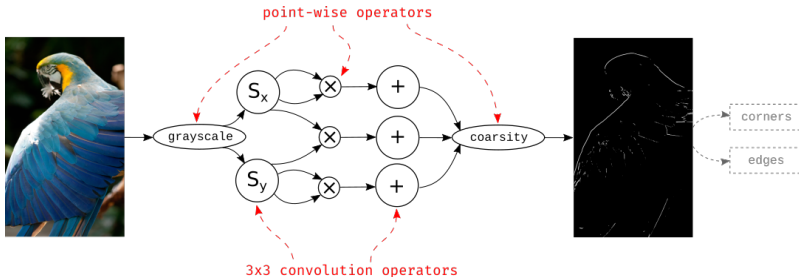 point-wise operators
grayscale
Sx
Sy
×
×
×
+
+
+
coarsity
corners
edges
3x3 convolution operators